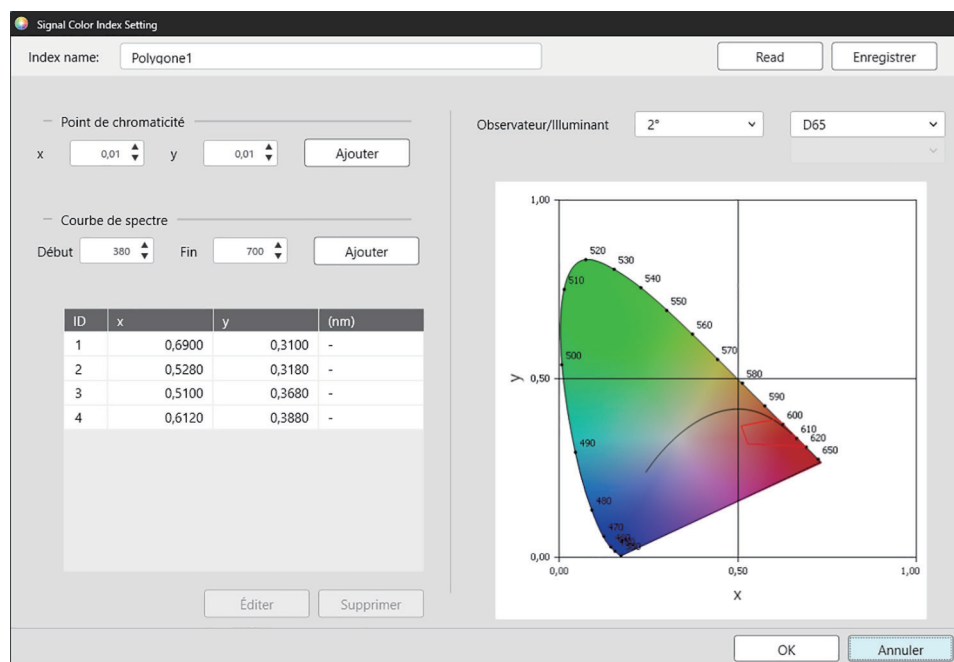 Signal Color Index Setting
Index name: Polygone1 Read Enregistrer
Point de chromaticité
x 0,01 y 0,01 Ajouter
Courbe de spectre
Début 380 Fin 700 Ajouter
ID x y (nm)
1 0,6900 0,3100 -
2 0,5280 0,3180 -
3 0,5100 0,3680 -
4 0,6120 0,3880 -
Éditer Supprimer
Observateur/Illuminant 2° D65
1,00
520
530
510
540
550
560
570
500
580
y 0,50
590
600
610
620
490
650
480
470
0,00
0,00 0,50 1,00
x
OK Annuler